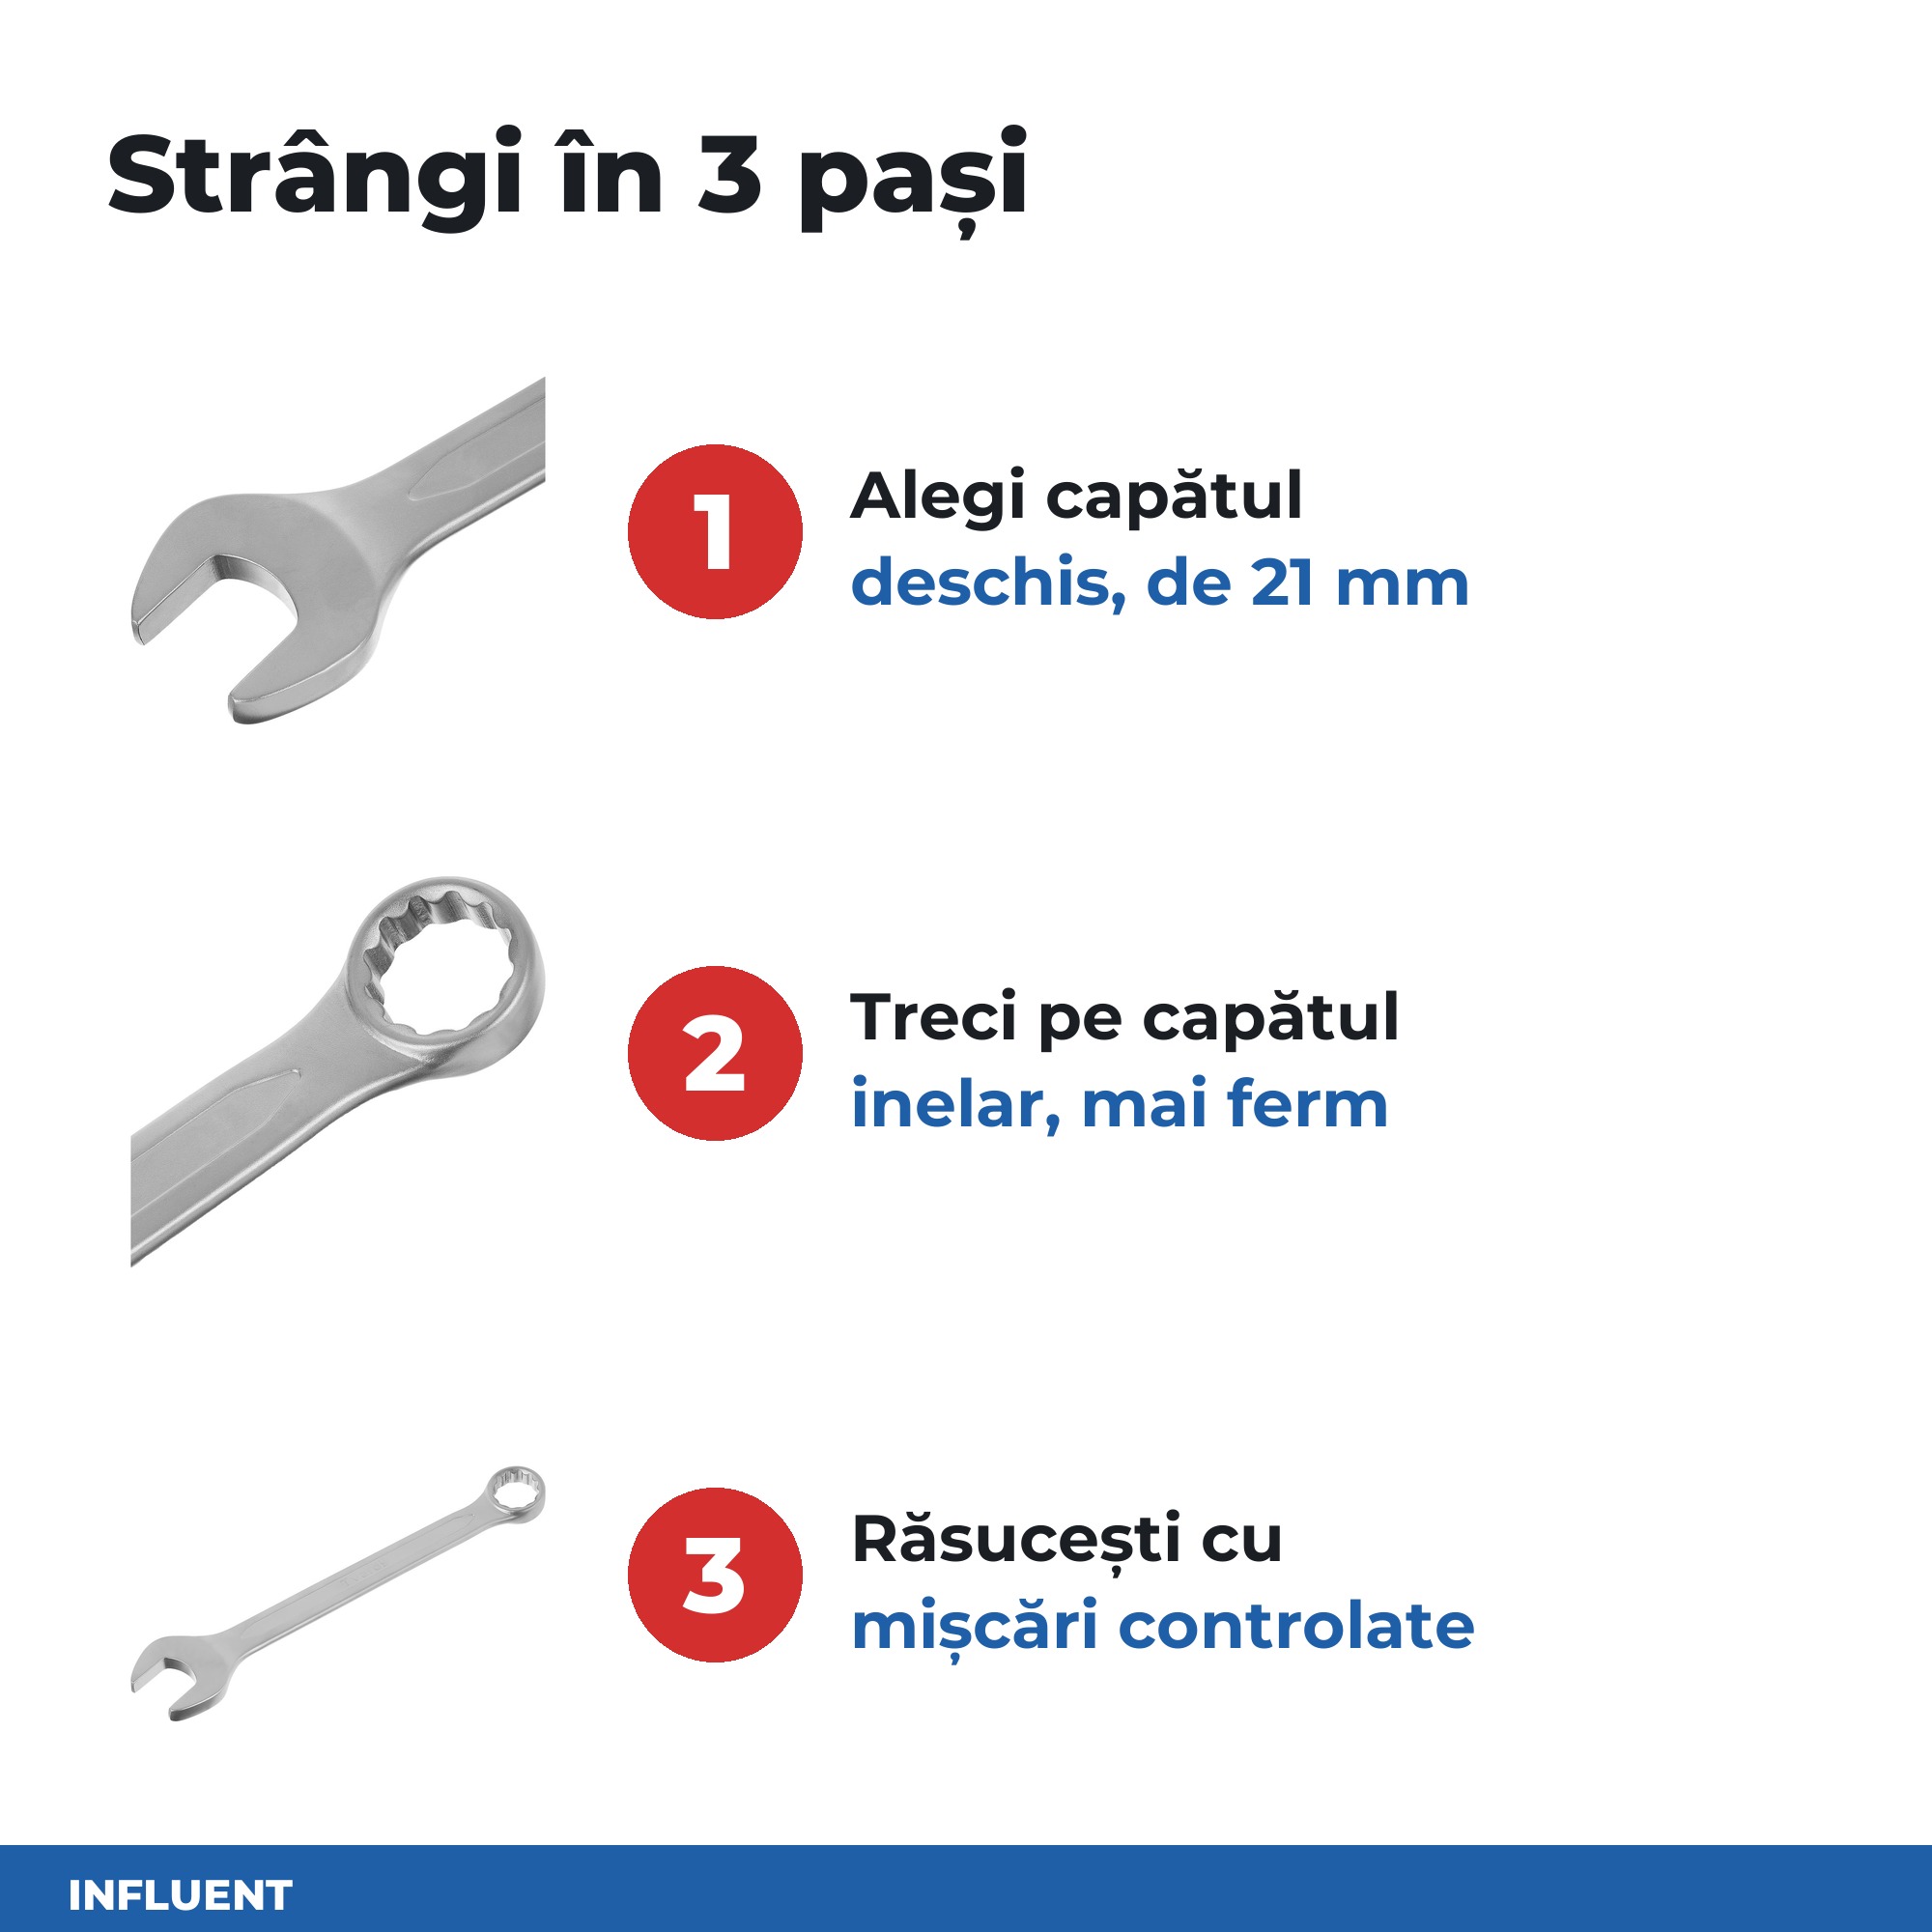 Strângi în 3 pași
1
Alegi capătul
deschis, de 21 mm
2
Treci pe capătul
inelar, mai ferm
3
Răsucești cu
mișcări controlate
INFLUENT